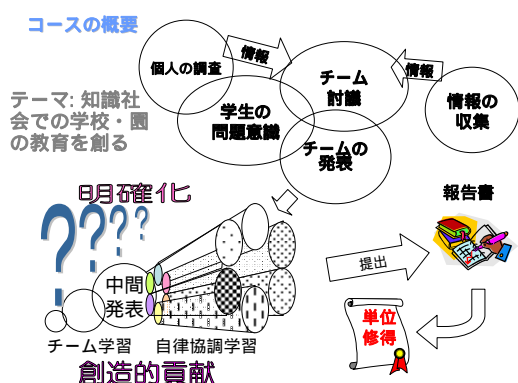 コースの概要
個人の調査
情報
チーム
討議
情報
情報の
収集
テーマ: 知識社
会での学校・園
の教育を創る
学生の
問題意識
チームの
発表
明確化
報告書
????
中間
発表
提出
単位
修得
チーム学習
自律協調学習
創造的貢献